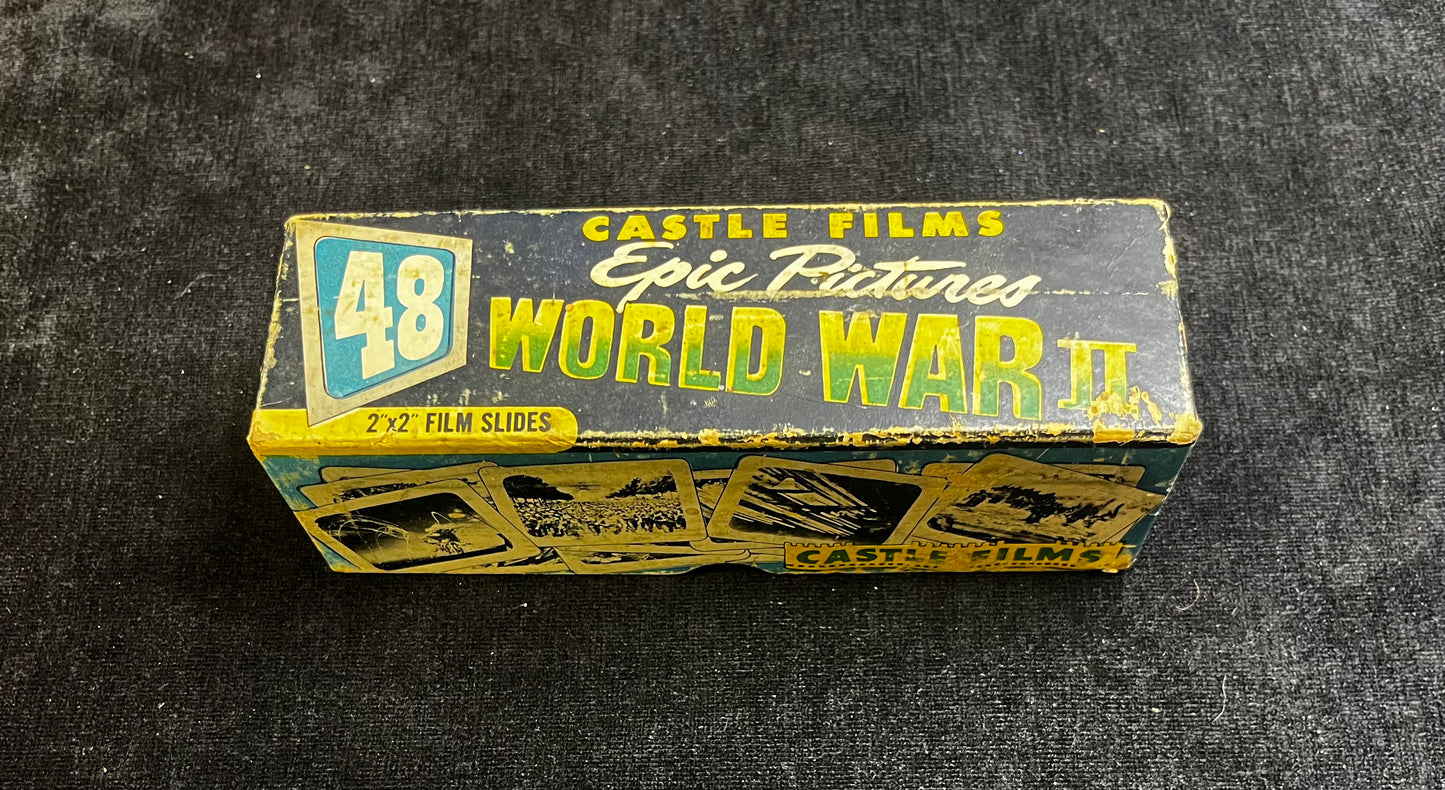 CASTLE FILMS
Epic Pictures
48
WORLD WAR II
2"x2" FILM SLIDES
CASTLE FILMS